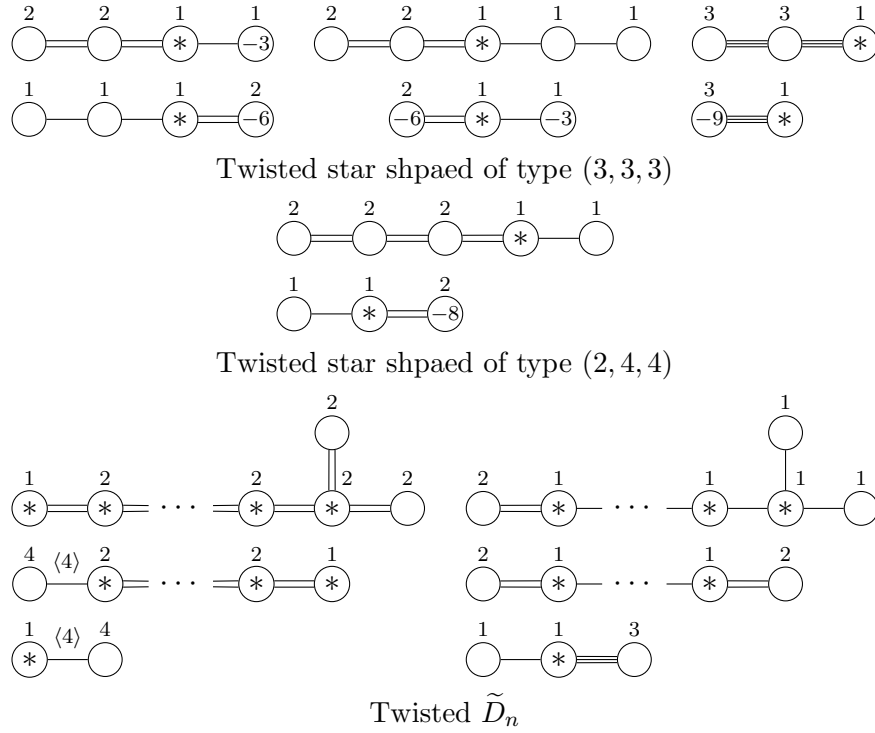 2 2 1 1 2 2 1 1 1 3 3 1
* −3 * *
1 1 1 2 2 1 1 3 1
* −6 −6 * −3 −9 *
Twisted star shpaed of type (3, 3, 3)
2 2 2 1 1
*
1 1 2
* −8
Twisted star shpaed of type (2, 4, 4)
2 1
1 2 2 2 2 2 1 1 1 1
* * ⋯ * * * ⋯ * *
4 ⟨4⟩ 2 2 1 2 1 1 2
* ⋯ * * * ⋯ *
1 ⟨4⟩ 4 1 1 3
* *
Twisted D̃ₙ